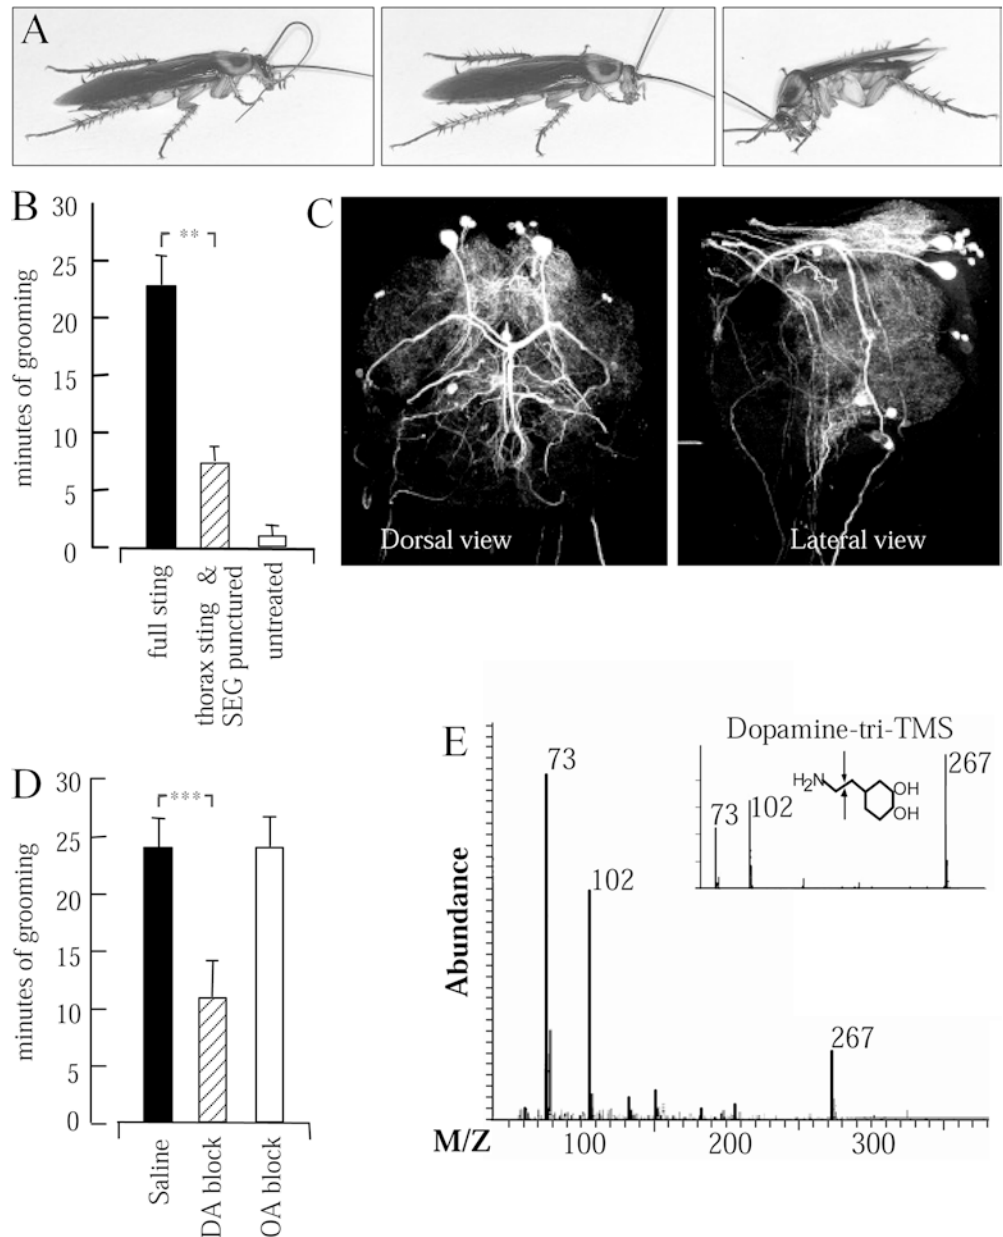 A
B
30
25
20
15
10
5
0
minutes of grooming
**
full sting
thorax sting &
SEG punctured
untreated
C
Dorsal view
Lateral view
D
30
25
20
15
10
5
0
minutes of grooming
***
Saline
DA block
OA block
E
Abundance
73
102
267
M/Z
100
200
300
Dopamine-tri-TMS
73
102
267
H₂N
OH
OH